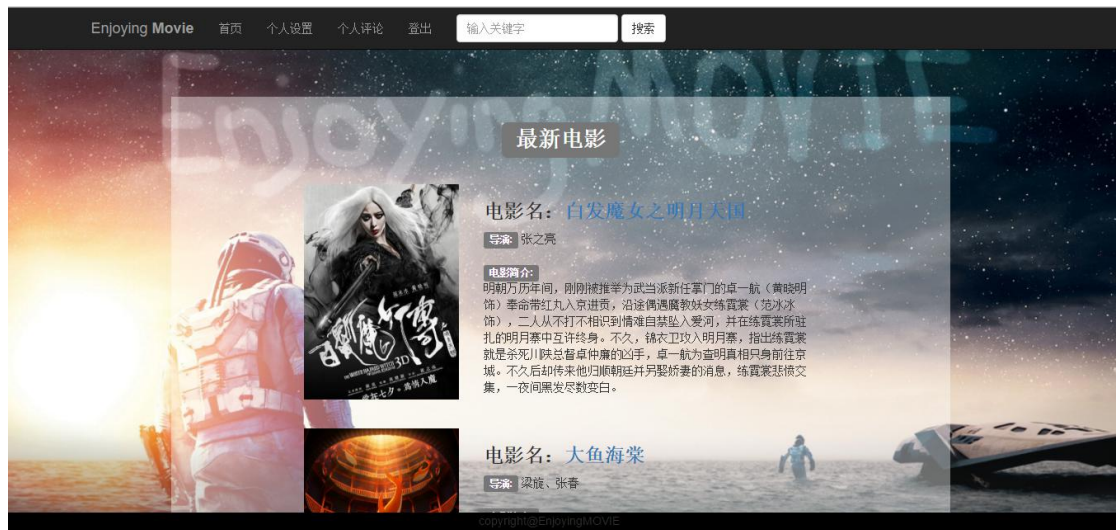 Enjoying Movie 首页 个人设置 个人评论 登出 输入关键字 搜索
Enjoying MOVIE
最新电影
电影名：白发魔女之明月天国
导演: 张之亮
电影简介:
明朝万历年间，刚刚被推举为武当派新任掌门的卓一航（黄晓明
饰）奉命带红丸入京进贡，沿途偶遇魔教妖女练霓裳（范冰冰
饰），二人从不打不相识到情难自禁坠入爱河，并在练霓裳所驻
扎的明月寨中互许终身。不久，锦衣卫攻入明月寨，指出练霓裳
就是杀死川陕总督卓仲廉的凶手，卓一航为查明真相只身前往京
城。不久后却传来他归顺朝廷并另娶娇妻的消息，练霓裳悲愤交
集，一夜间黑发尽数变白。
白髮魔女傳
3D
電影名：大鱼海棠
导演: 梁旋、张春
copyright@EnjoyingMOVIE